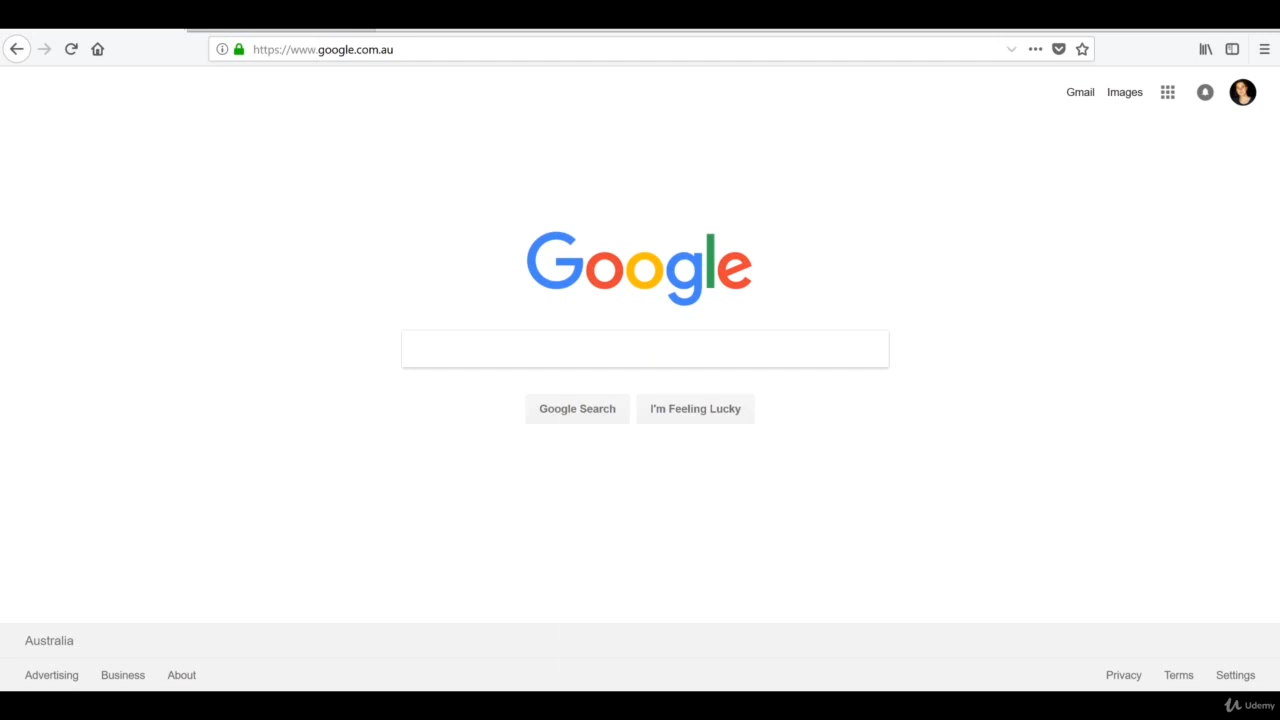 https://www.google.com.au
Gmail Images
Google
Google Search I'm Feeling Lucky
Australia
Advertising Business About Privacy Terms Settings
Udemy